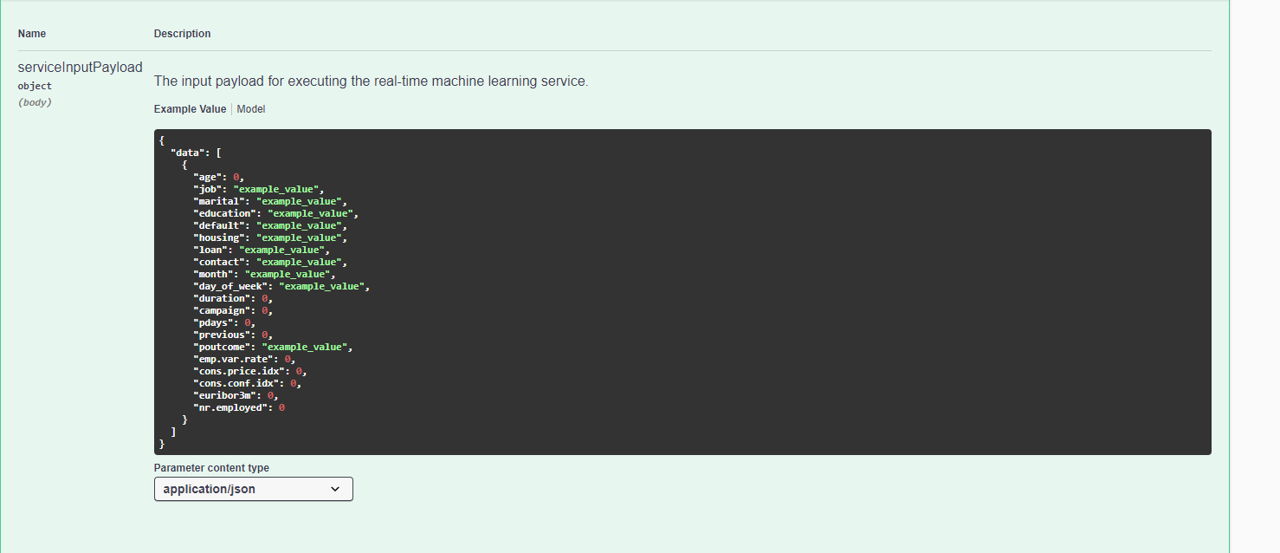 Name Description
serviceInputPayload
object
(body)
The input payload for executing the real-time machine learning service.
Example Value Model
{
  "data": [
    {
      "age": 0,
      "job": "example_value",
      "marital": "example_value",
      "education": "example_value",
      "default": "example_value",
      "housing": "example_value",
      "loan": "example_value",
      "contact": "example_value",
      "month": "example_value",
      "day_of_week": "example_value",
      "duration": 0,
      "campaign": 0,
      "pdays": 0,
      "previous": 0,
      "poutcome": "example_value",
      "emp.var.rate": 0,
      "cons.price.idx": 0,
      "cons.conf.idx": 0,
      "euribor3m": 0,
      "nr.employed": 0
    }
  ]
}
Parameter content type
application/json